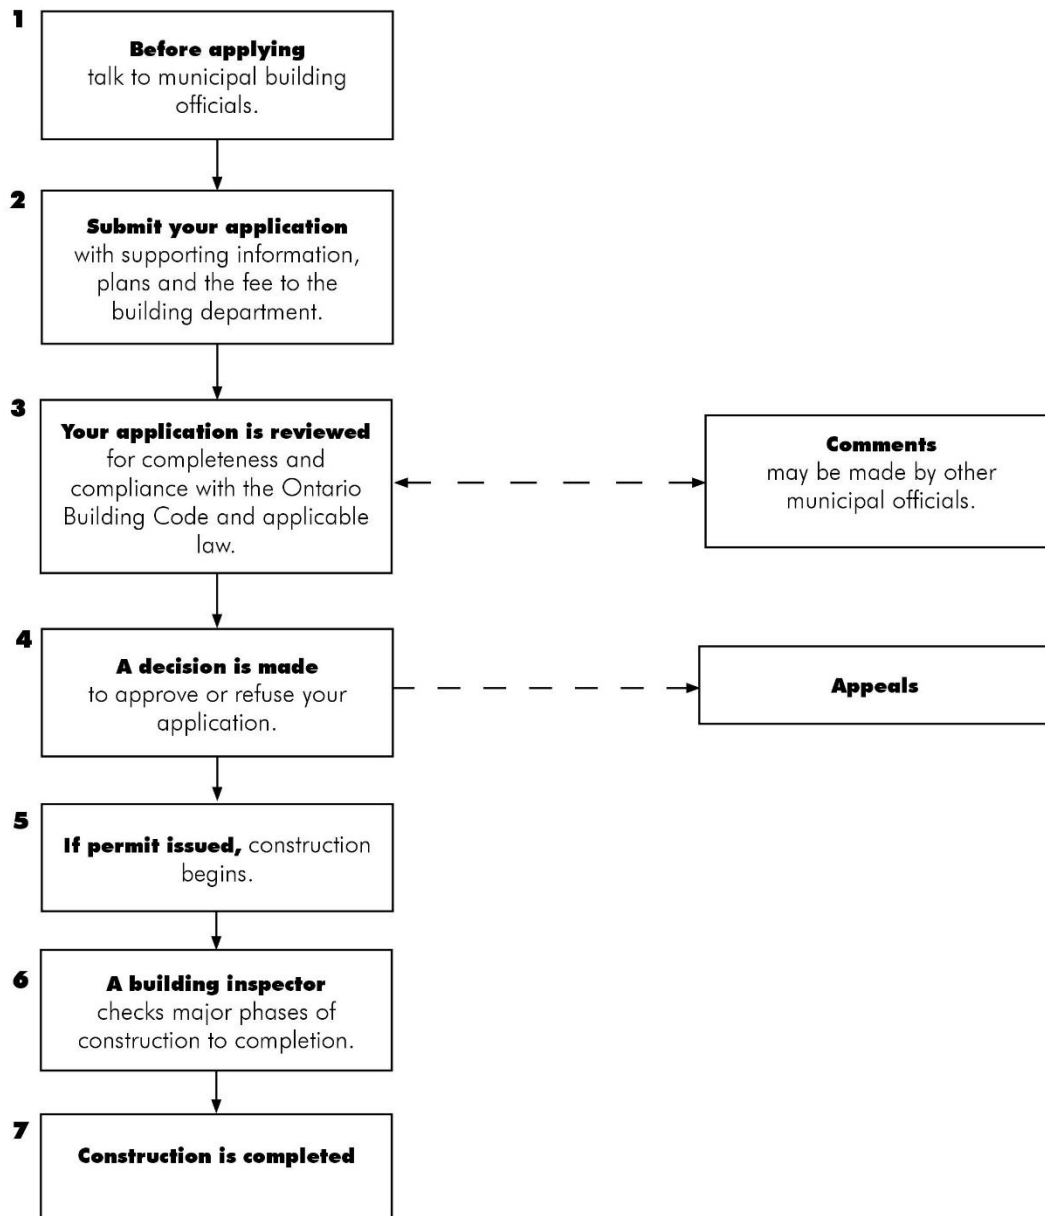 1
Before applying
talk to municipal building
officials.
2
Submit your application
with supporting information,
plans and the fee to the
building department.
3
Your application is reviewed
for completeness and
compliance with the Ontario
Building Code and applicable
law.
Comments
may be made by other
municipal officials.
4
A decision is made
to approve or refuse your
application.
Appeals
5
If permit issued, construction
begins.
6
A building inspector
checks major phases of
construction to completion.
7
Construction is completed